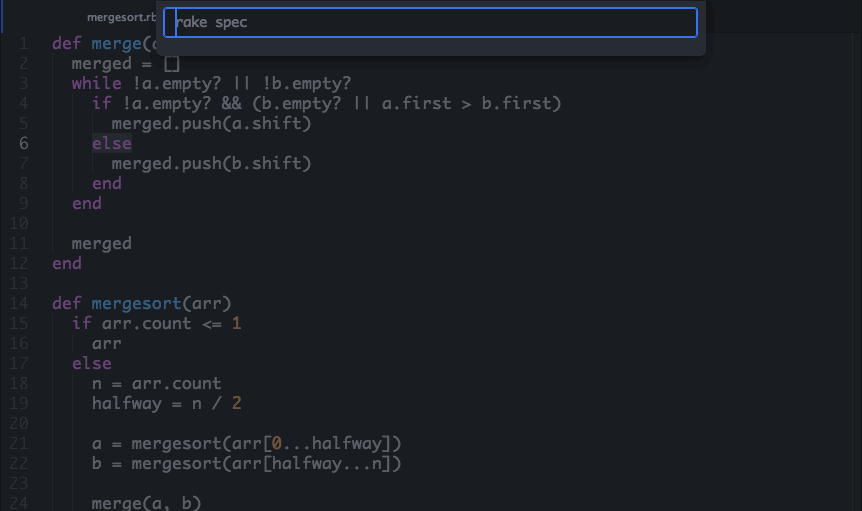 mergesort.rb
rake spec
1 def merge(
2   merged = []
3   while !a.empty? || !b.empty?
4     if !a.empty? && (b.empty? || a.first > b.first)
5       merged.push(a.shift)
6     else
7       merged.push(b.shift)
8     end
9   end
10
11   merged
12 end
13
14 def mergesort(arr)
15   if arr.count <= 1
16     arr
17   else
18     n = arr.count
19     halfway = n / 2
20
21     a = mergesort(arr[0...halfway])
22     b = mergesort(arr[halfway...n])
23
24     merge(a, b)